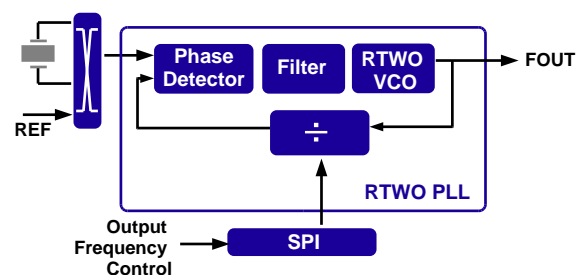 Phase
Detector
Filter
RTWO
VCO
FOUT
REF
÷
RTWO PLL
Output
Frequency
Control
SPI